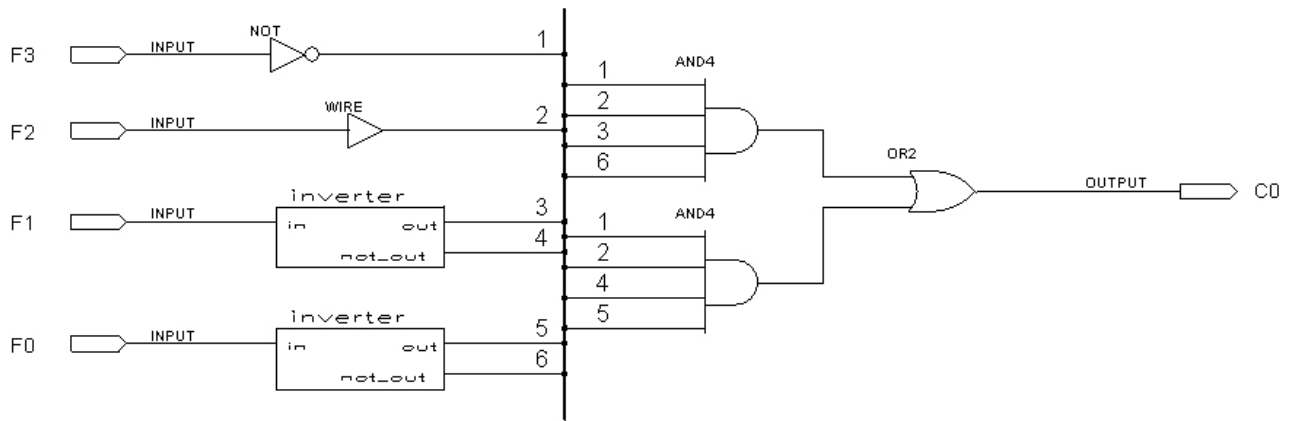 F3 INPUT NOT 1
F2 INPUT WIRE 2
F1 INPUT inverter 3
in out
4
not_out
F0 INPUT inverter 5
in out
6
not_out
AND4
1
2
3
6
AND4
1
2
4
5
OR2
OUTPUT C0